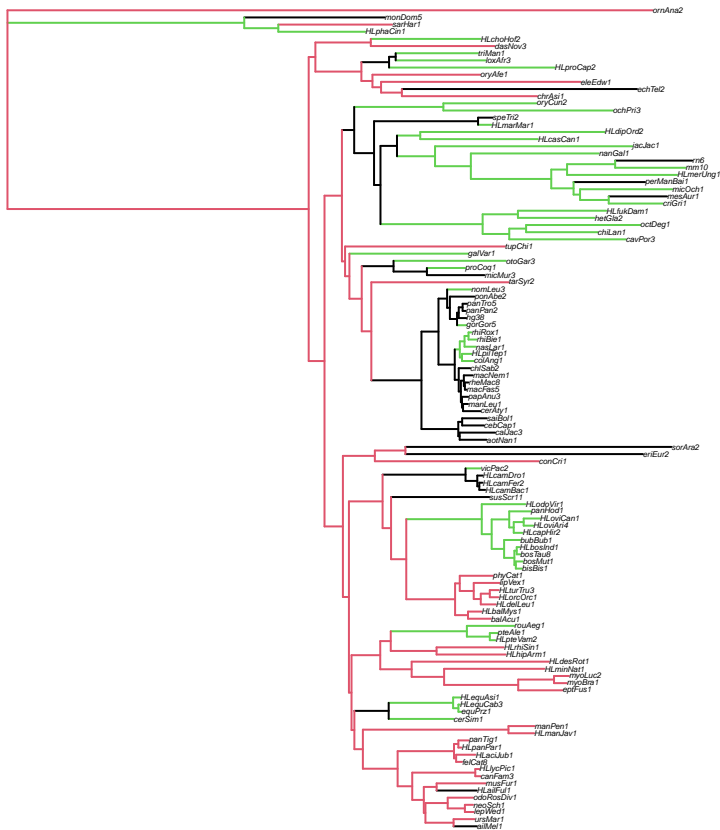 ornAna2
monDom5
sarHar1
HLphaCin1
HLchoHof2
dasNov3
triMan1
loxAfr3
HLproCap2
oryAfe1
eleEdw1
echTel2
chrAsi1
oryCun2
ochPri3
speTri2
HLmarMar1
HLdipOrd2
HLcasCan1
jacJac1
nanGal1
rn6
mm10
HLmerUng1
perManBai1
micOch1
mesAur1
criGri1
HLfukDam1
hetGla2
octDeg1
chiLan1
cavPor3
tupChi1
galVar1
otoGar3
proCoq1
micMur3
tarSyr2
nomLeu3
ponAbe2
panTro5
panPan2
hg38
gorGor5
rhiRox1
rhiBie1
nasLar1
HLpilTep1
colAng1
chlSab2
macNem1
rheMac8
macFas5
papAnu3
manLeu1
cerAty1
saiBol1
cebCap1
calJac3
aotNan1
sorAra2
eriEur2
conCri1
vicPac2
HLcamDro1
HLcamFer2
HLcamBac1
susScr11
HLodoVir1
panHod1
HLoviCan1
HLoviAri4
HLcapHir2
bubBub1
HLbosInd1
bosTau8
bosMut1
bisBis1
phyCat1
lipVex1
HLturTru3
HLorcOrc1
HLdelLeu1
HLbalMys1
balAcu1
rouAeg1
pteAle1
HLpteVam2
HLrhiSin1
HLhipArm1
HLdesRot1
HLminNat1
myoLuc2
myoBra1
eptFus1
HLequAsi1
HLequCab3
equPrz1
cerSim1
manPen1
HLmanJav1
panTig1
HLpanPar1
HLaciJub1
felCat8
HLlycPic1
canFam3
musFur1
HLailFul1
odoRosDiv1
neoSch1
lepWed1
ursMar1
ailMel1